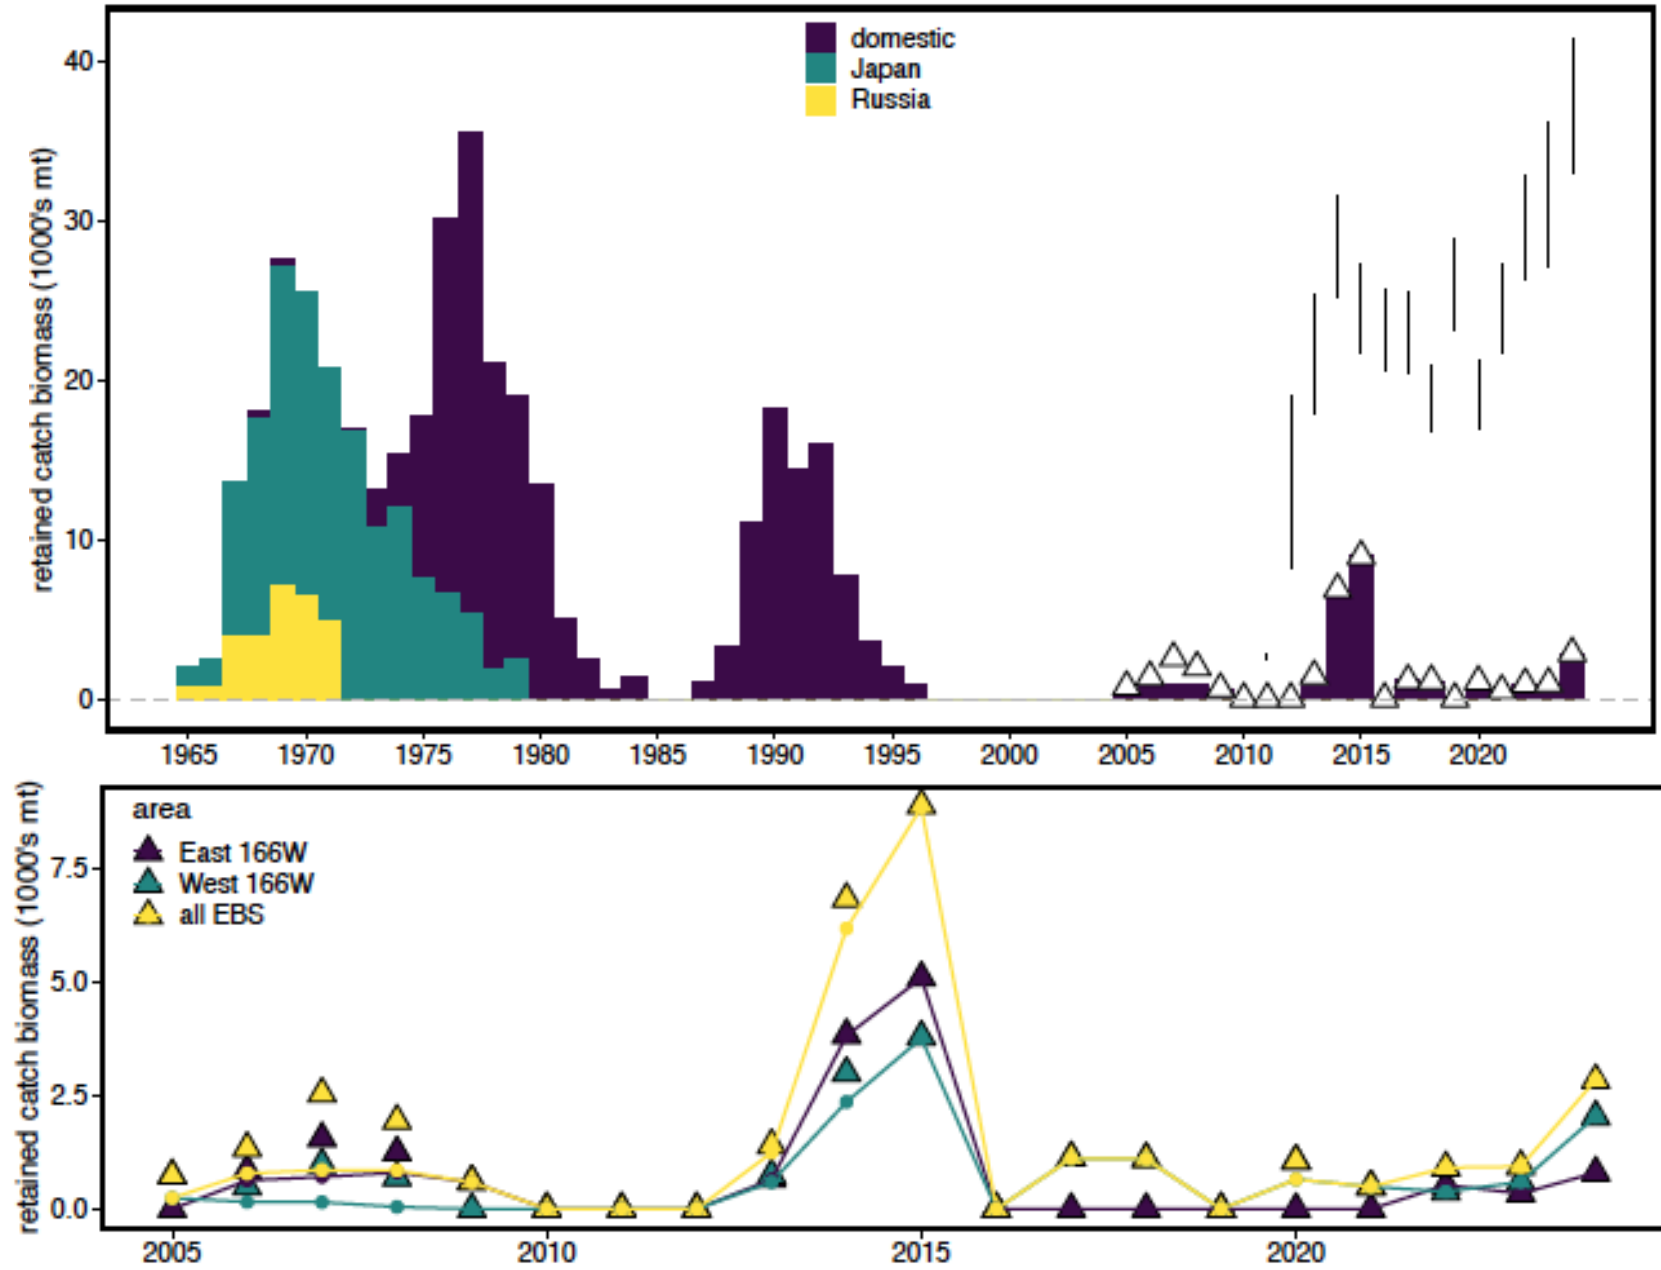 domestic
Japan
Russia
retained catch biomass (1000's mt)
40
30
20
10
0
1965 1970 1975 1980 1985 1990 1995 2000 2005 2010 2015 2020
area
East 166W
West 166W
all EBS
retained catch biomass (1000's mt)
7.5
5.0
2.5
0.0
2005 2010 2015 2020